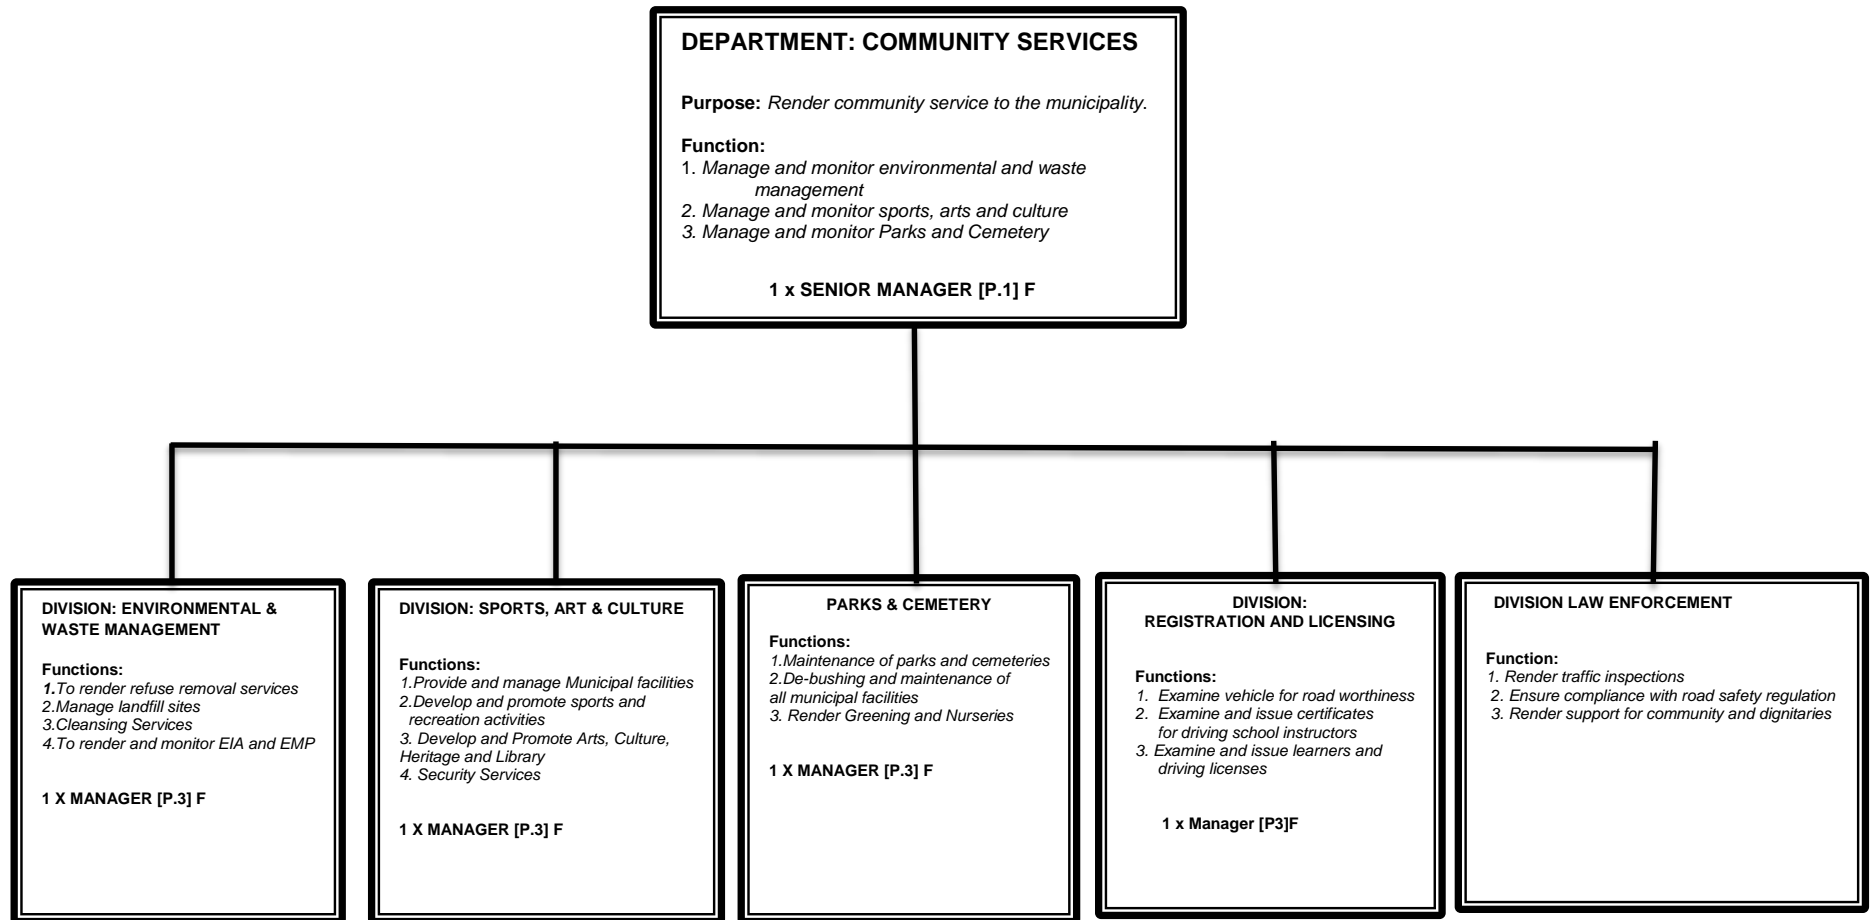 DEPARTMENT: COMMUNITY SERVICES
Purpose: Render community service to the municipality.
Function:
1. Manage and monitor environmental and waste
management
2. Manage and monitor sports, arts and culture
3. Manage and monitor Parks and Cemetery
1 x SENIOR MANAGER [P.1] F
DIVISION: ENVIRONMENTAL &
WASTE MANAGEMENT
Functions:
1.To render refuse removal services
2.Manage landfill sites
3.Cleansing Services
4.To render and monitor EIA and EMP
1 X MANAGER [P.3] F
DIVISION: SPORTS, ART & CULTURE
Functions:
1.Provide and manage Municipal facilities
2.Develop and promote sports and
recreation activities
3. Develop and Promote Arts, Culture,
Heritage and Library
4. Security Services
1 X MANAGER [P.3] F
PARKS & CEMETERY
Functions:
1.Maintenance of parks and cemeteries
2.De-bushing and maintenance of
all municipal facilities
3. Render Greening and Nurseries
1 X MANAGER [P.3] F
DIVISION:
REGISTRATION AND LICENSING
Functions:
1. Examine vehicle for road worthiness
2. Examine and issue certificates
for driving school instructors
3. Examine and issue learners and
driving licenses
1 x Manager [P3]F
DIVISION LAW ENFORCEMENT
Function:
1. Render traffic inspections
2. Ensure compliance with road safety regulation
3. Render support for community and dignitaries